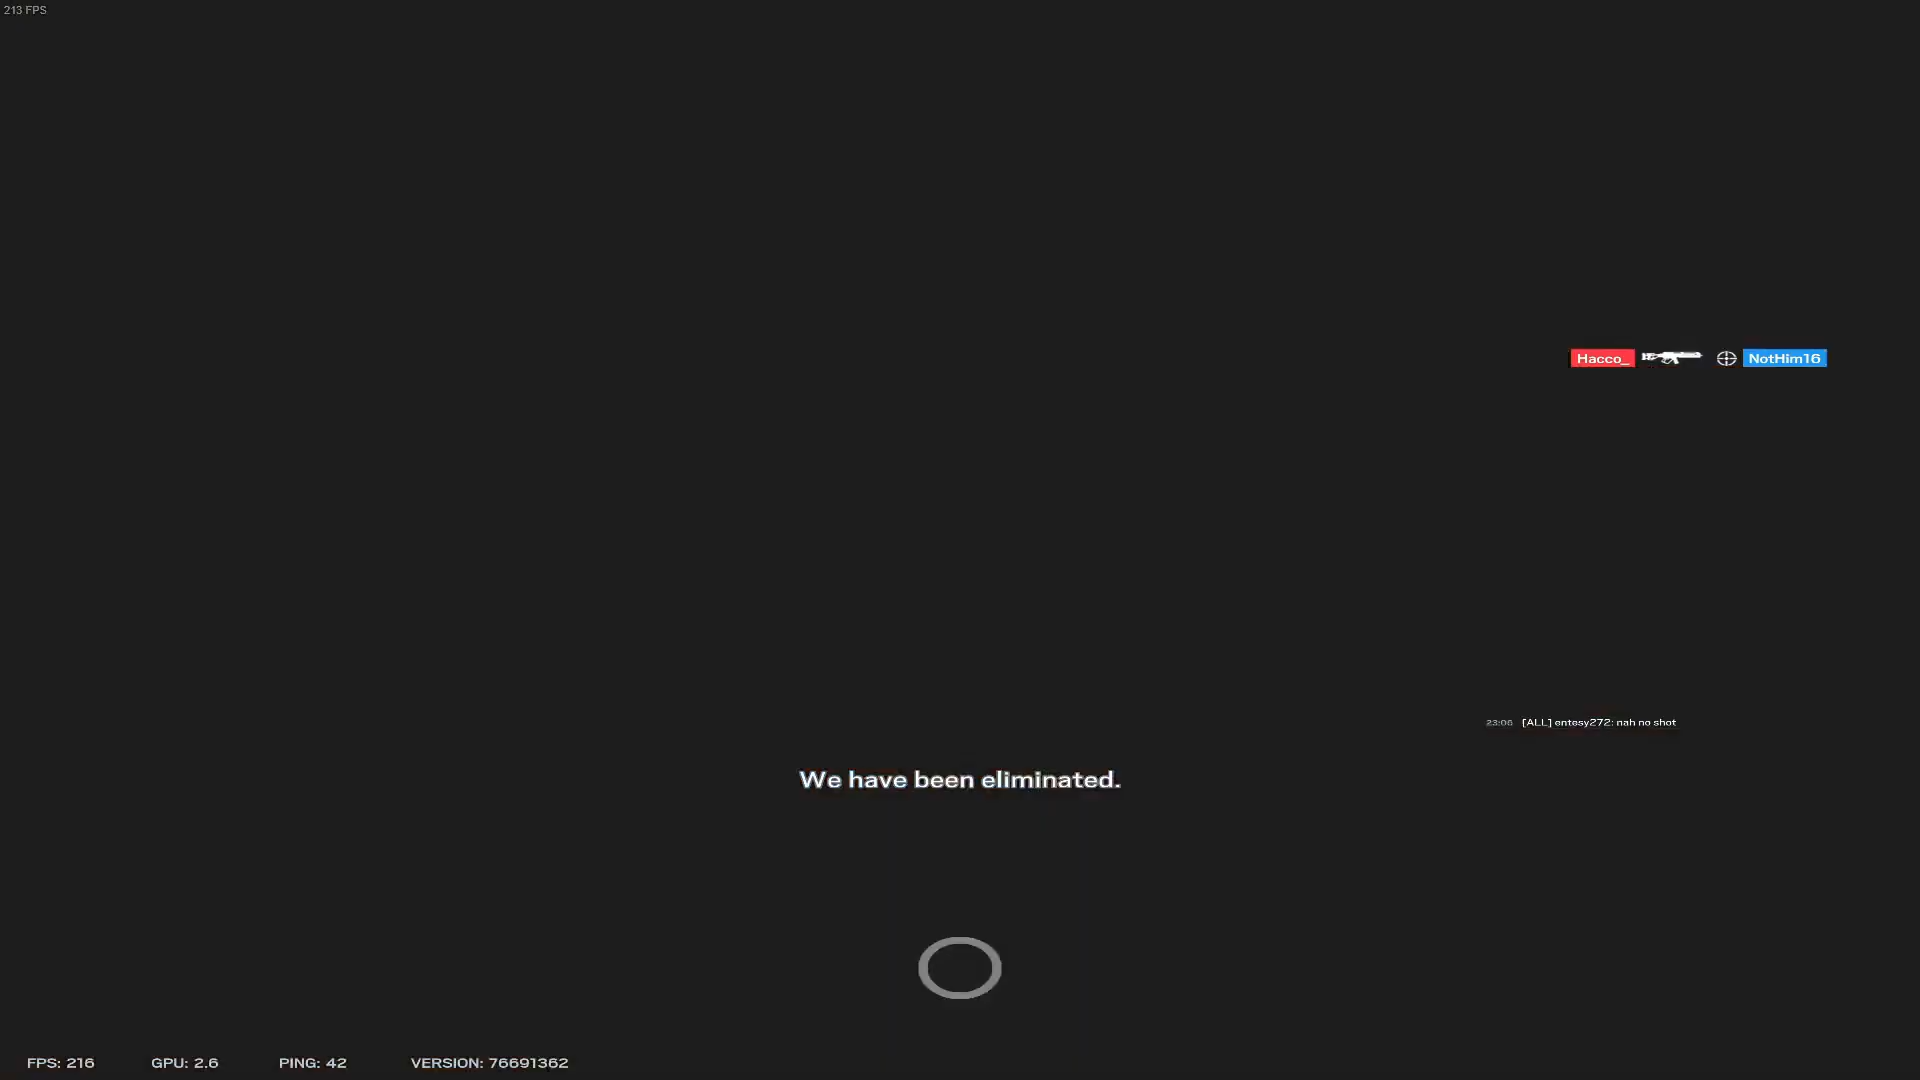 213 FPS
Hacco_ NotHim16
23:06 [ALL] entesy272: nah no shot
We have been eliminated.
FPS: 216 GPU: 2.6 PING: 42 VERSION: 76691362